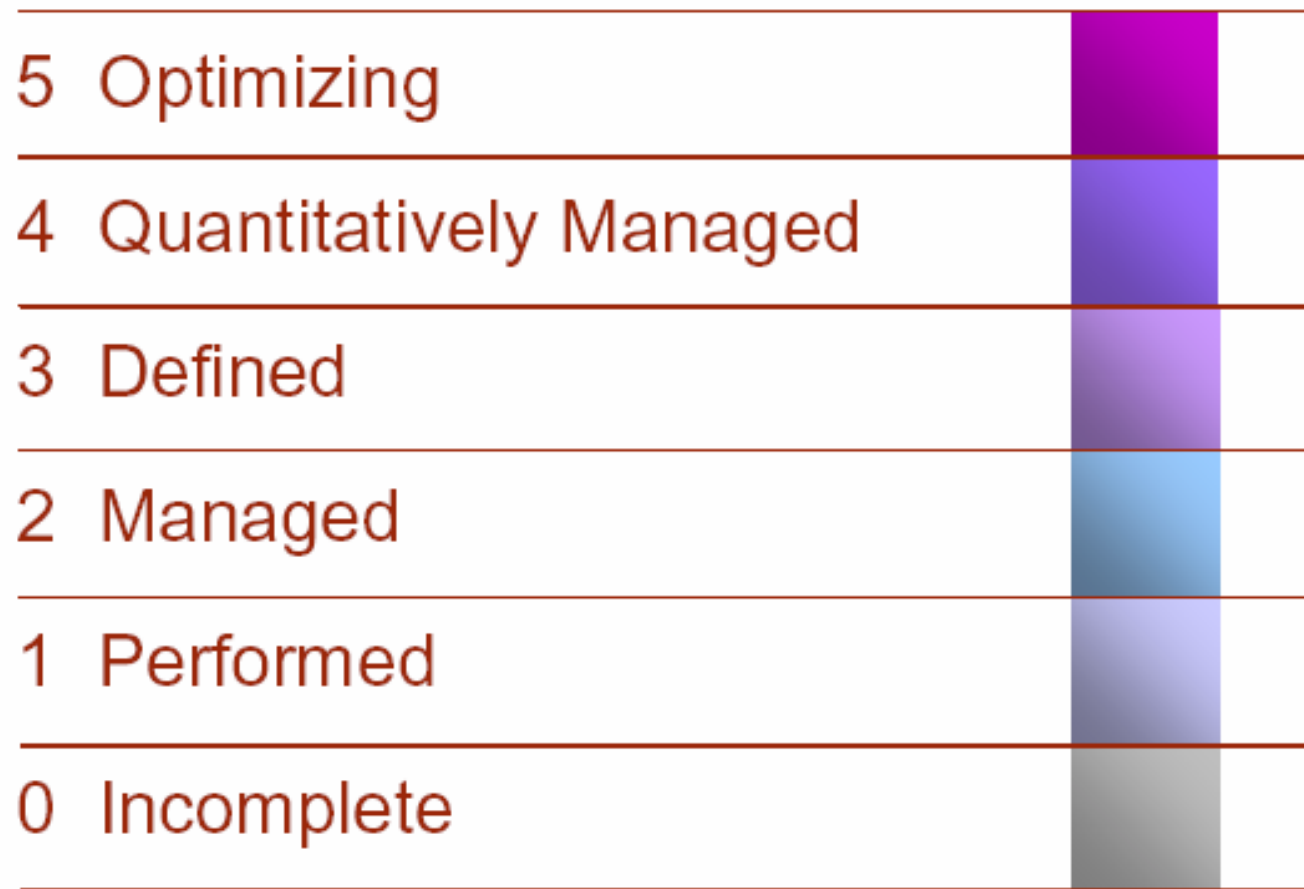 5 Optimizing
4 Quantitatively Managed
3 Defined
2 Managed
1 Performed
0 Incomplete